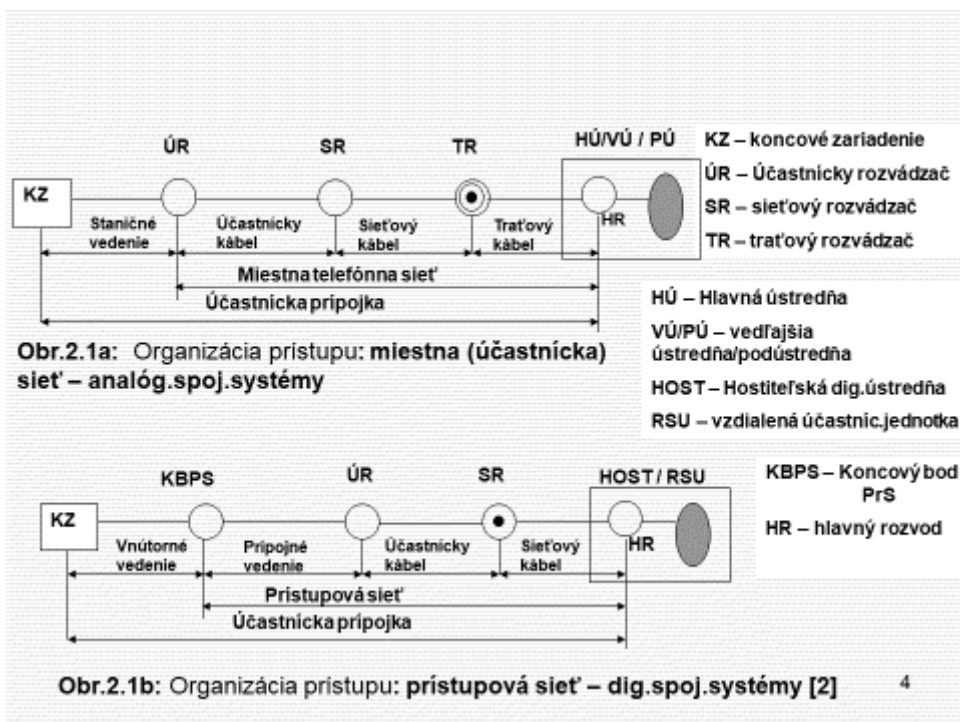 ÚR SR TR HÚ/VÚ / PÚ
KZ
HR
Staničné vedenie
Účastnícky kábel
Sieťový kábel
Traťový kábel
Miestna telefónna sieť
Účastnícka prípojka
KZ – koncové zariadenie
ÚR – Účastnícky rozvádzač
SR – sieťový rozvádzač
TR – traťový rozvádzač
HÚ – Hlavná ústredňa
VÚ/PÚ – vedľajšia
ústredňa/podústredňa
HOST – Hostiteľská dig.ústredňa
RSU – vzdialená účastníc.jednotka
Obr.2.1a: Organizácia prístupu: miestna (účastnícka)
sieť – analóg.spoj.systémy
KBPS ÚR SR HOST / RSU
KZ
HR
Vnútorné vedenie
Prípojné vedenie
Účastnícky kábel
Sieťový kábel
Prístupová sieť
Účastnícka prípojka
KBPS – Koncový bod
PrS
HR – hlavný rozvod
Obr.2.1b: Organizácia prístupu: prístupová sieť – dig.spoj.systémy [2]
4